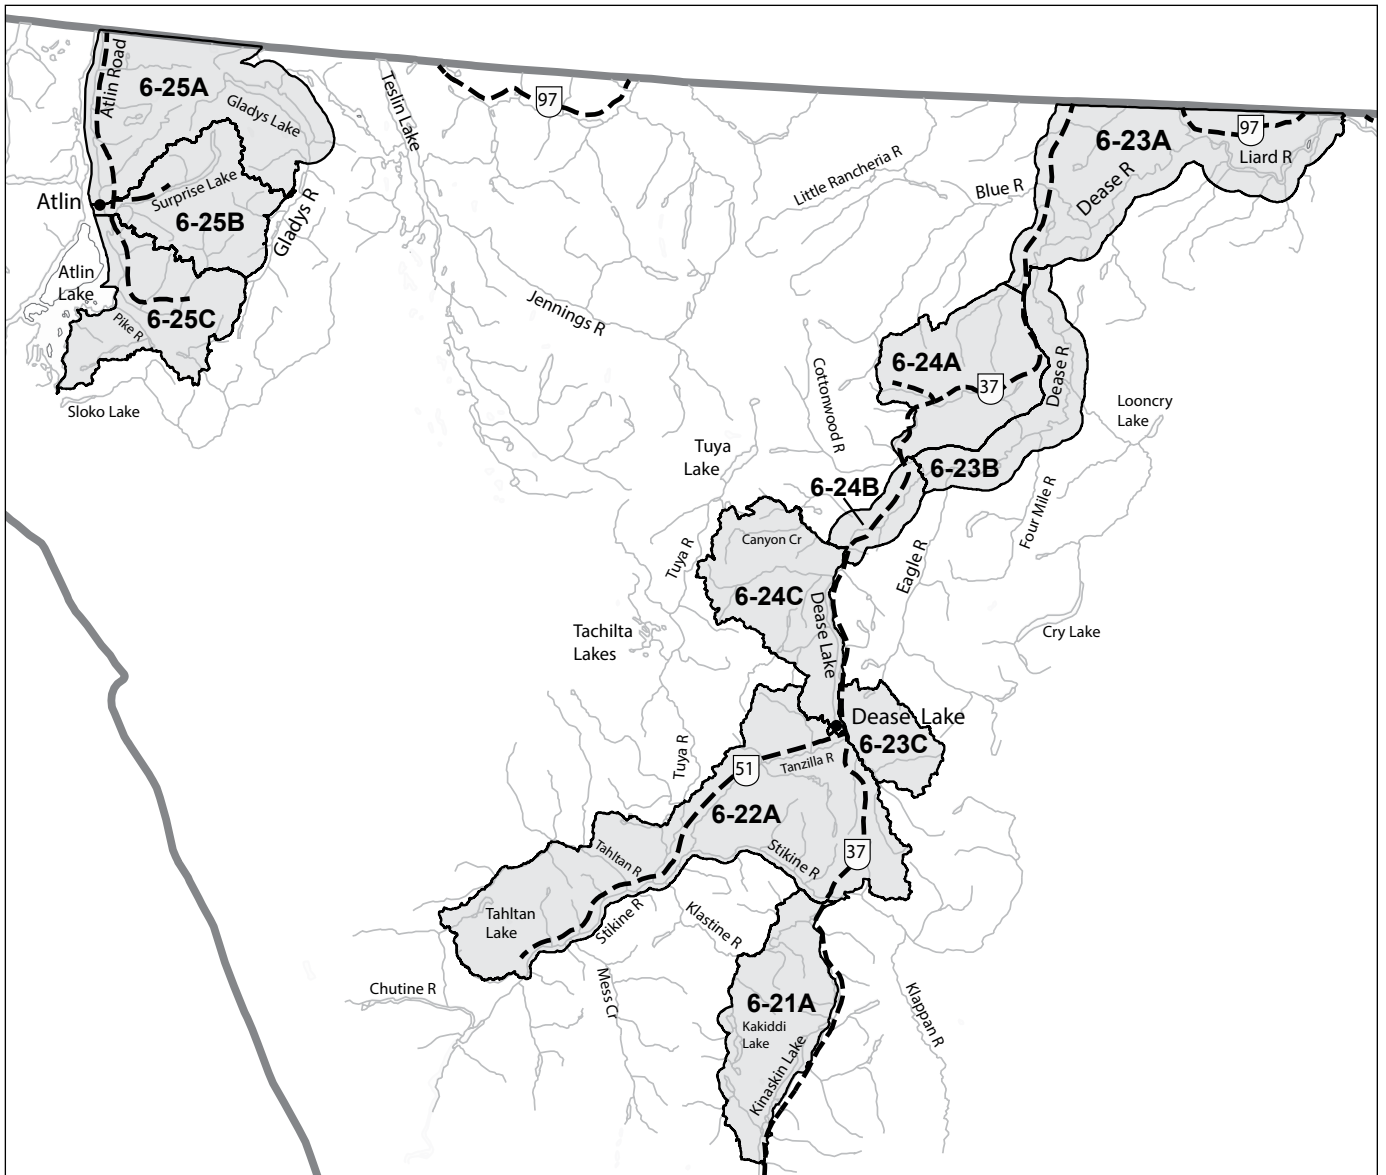 Atlin Road
6-25A
Gladys Lake
Teslin Lake
97
6-23A
97
Liard R
Little Rancheria R
Blue R
Dease R
Surprise Lake
Atlin
6-25B
Gladys R
Atlin
Lake
6-25C
Pike R
Jennings R
Sloko Lake
6-24A
37
Dease R
Cottonwood R
Looncry
Lake
Tuya
Lake
6-24B
6-23B
Four Mile R
Canyon Cr
Tuya R
Eagle R
6-24C
Dease Lake
Tachilta
Lakes
Cry Lake
Dease Lake
6-23C
Tuya R
51
Tanzilla R
6-22A
Tahltan R
Stikine R
37
Tahltan
Lake
Stikine R
Klastine R
Chutine R
Mess Cr
6-21A
Kakiddi
Lake
Kinaskin Lake
Klappan R